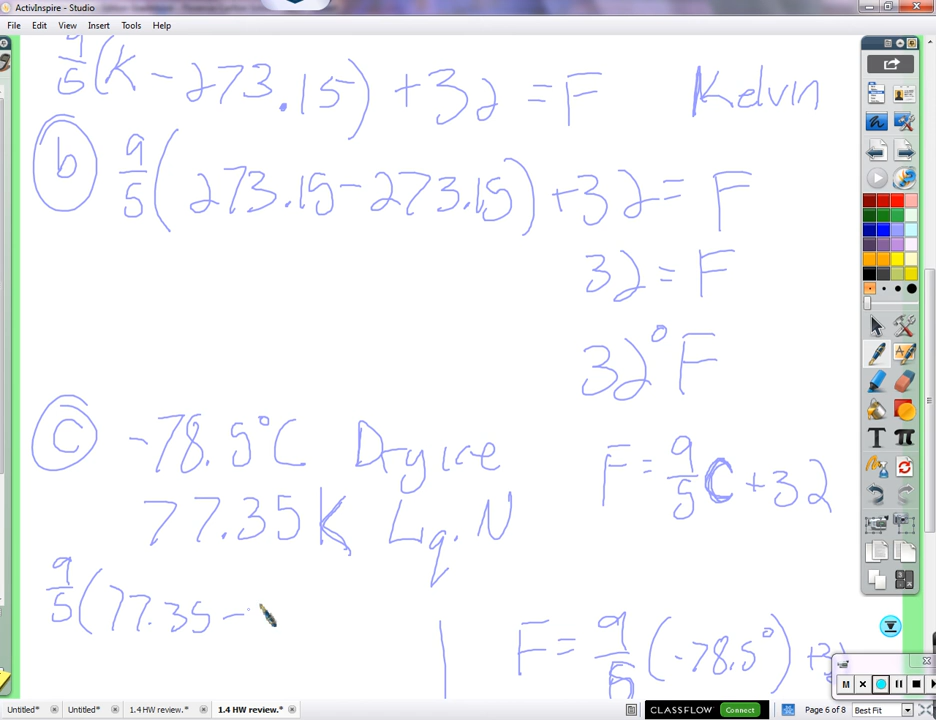 ActivInspire - Studio
File Edit View Insert Tools Help
9/5(K - 273.15) + 32 = F Kelvin
b 9/5(273.15 - 273.15) + 32 = F
32 = F
32°F
C -78.5°C Dry ice
F = 9/5 C + 32
77.35K Lq. N
9/5(77.35 -
F = 9/5(-78.5°) + 32
CLASSFLOW Connect
Untitled* Untitled* 1.4 HW review.* 1.4 HW review.* Page 6 of 8 Best Fit